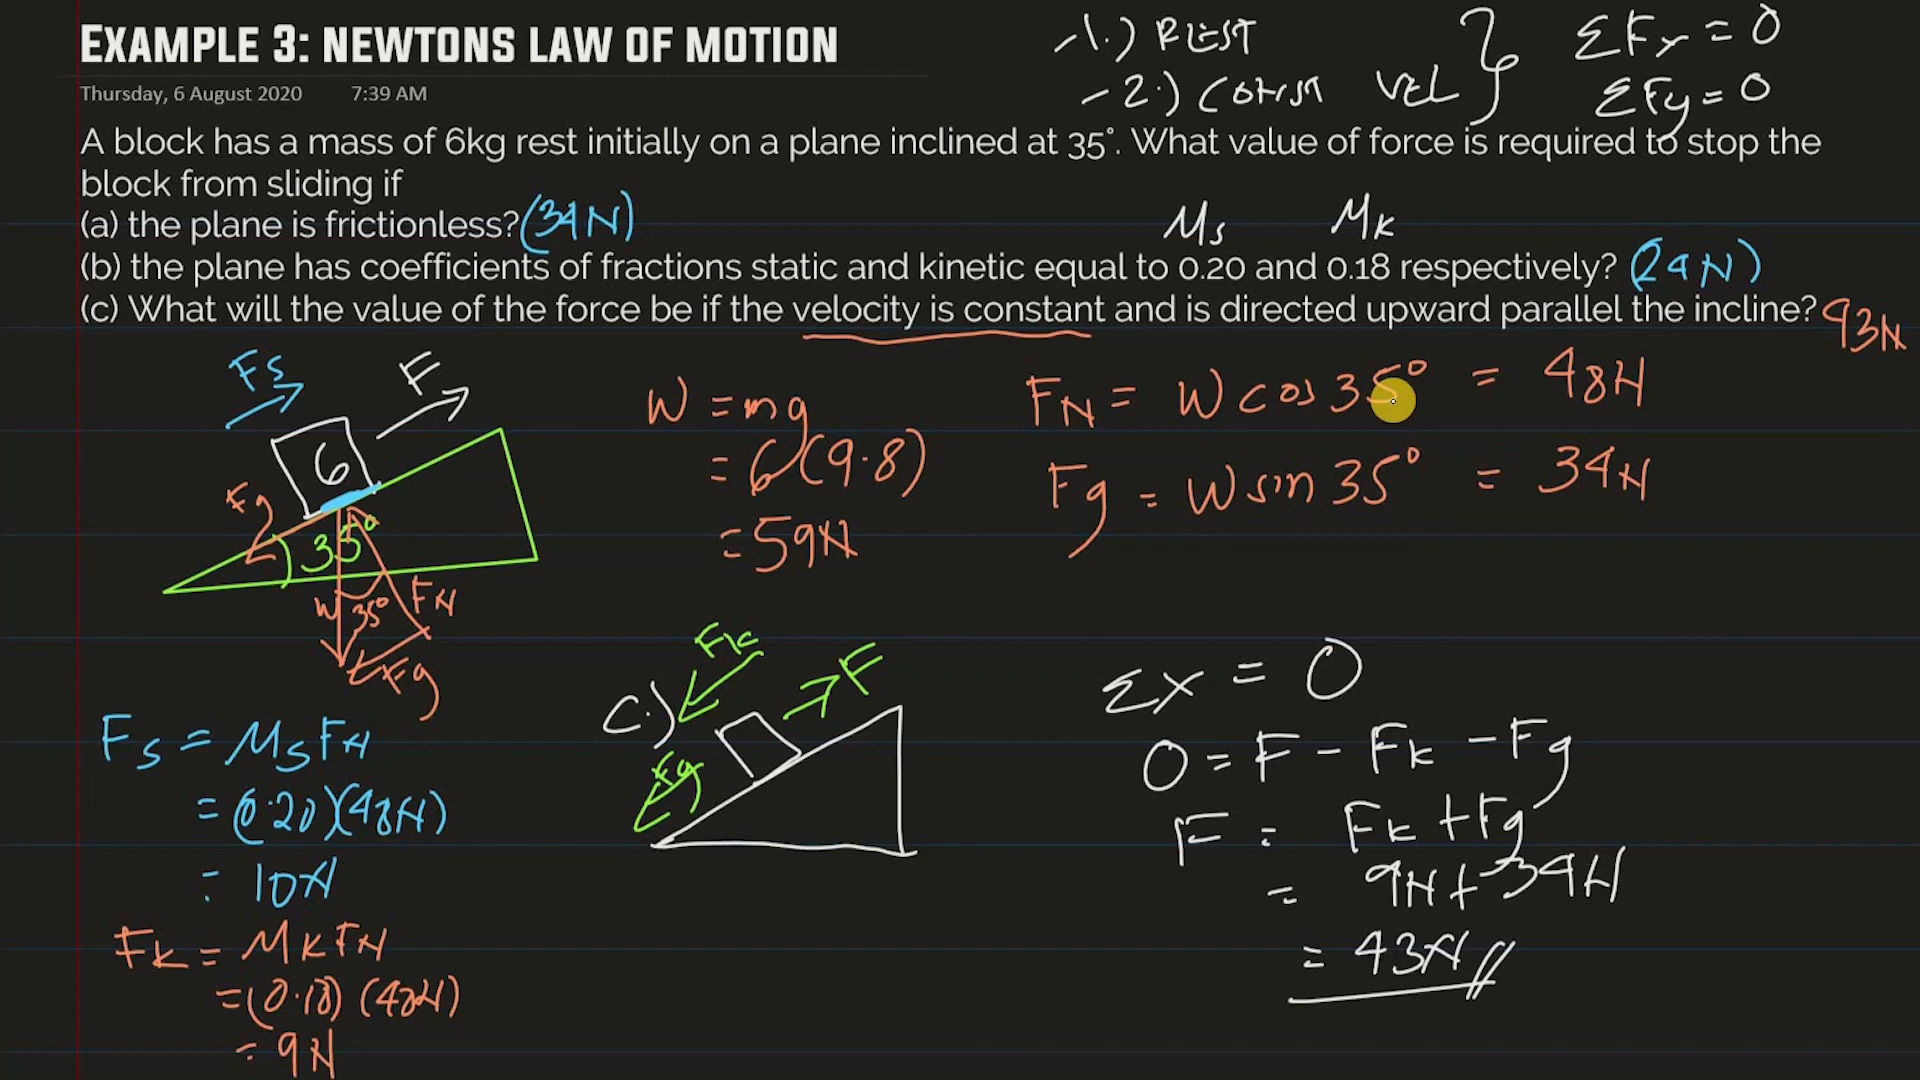 EXAMPLE 3: NEWTONS LAW OF MOTION
Thursday, 6 August 2020 7:39 AM
1.) REST
2.) CONST VEL
ΣFx = 0
ΣFy = 0
A block has a mass of 6kg rest initially on a plane inclined at 35°. What value of force is required to stop the
block from sliding if
(a) the plane is frictionless? (34N)
Ms Mk
(b) the plane has coefficients of fractions static and kinetic equal to 0.20 and 0.18 respectively? (24N)
(c) What will the value of the force be if the velocity is constant and is directed upward parallel the incline? 43N
Fs
F
6
Fg
35°
W
35°
FN
Fg
W = mg
= 6(9.8)
= 59N
FN = W cos 35° = 48N
Fg = W sin 35° = 34N
Fs = MsFN
= (0.20)(48N)
= 10N
Fk = MkFN
= (0.18)(48N)
= 9N
C.)
Fk
F
Fg
Σx = 0
0 = F - Fk - Fg
F = Fk + Fg
= 9N + 34N
= 43N